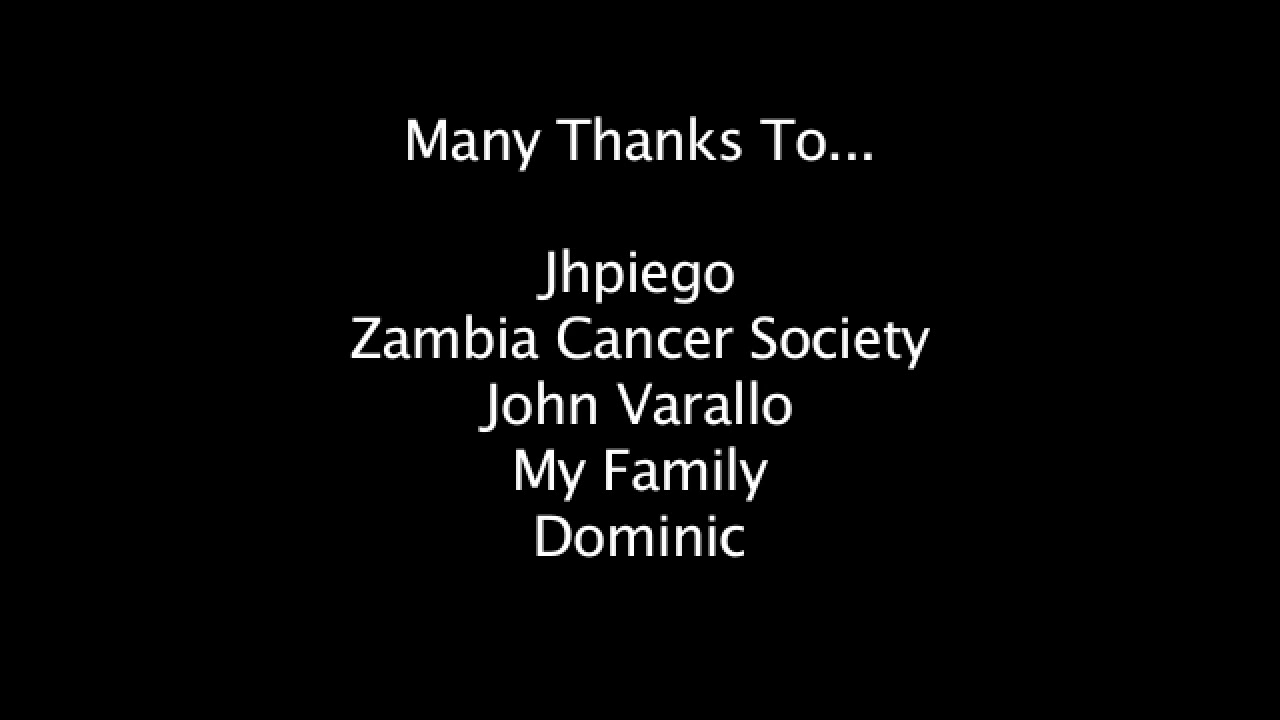 Many Thanks To...
Jhpiego
Zambia Cancer Society
John Varallo
My Family
Dominic